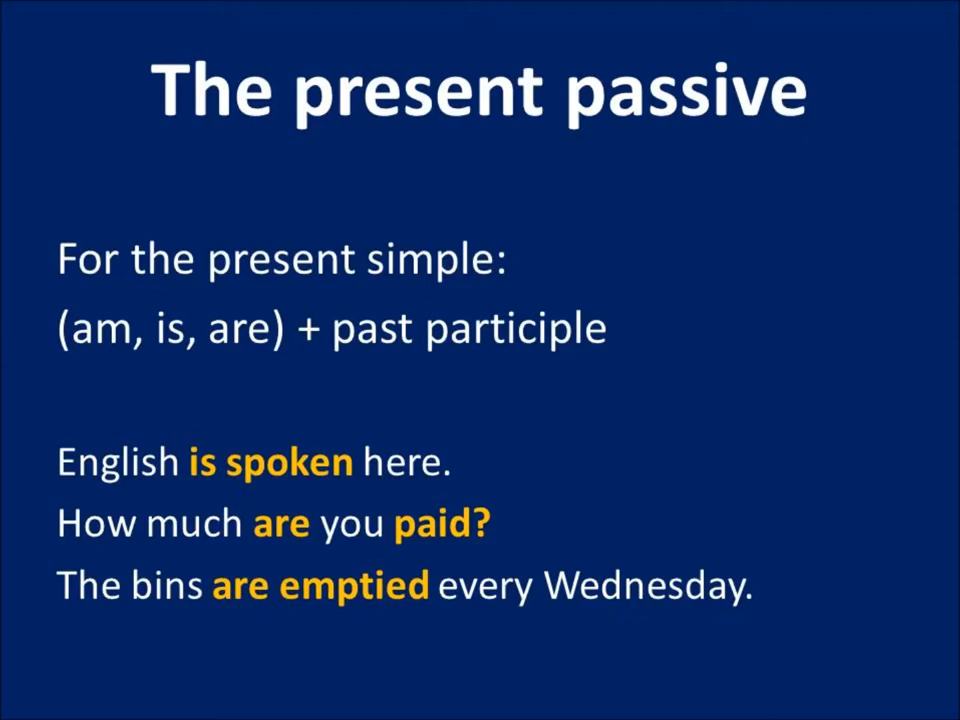 The present passive
For the present simple:
(am, is, are) + past participle
English is spoken here.
How much are you paid?
The bins are emptied every Wednesday.